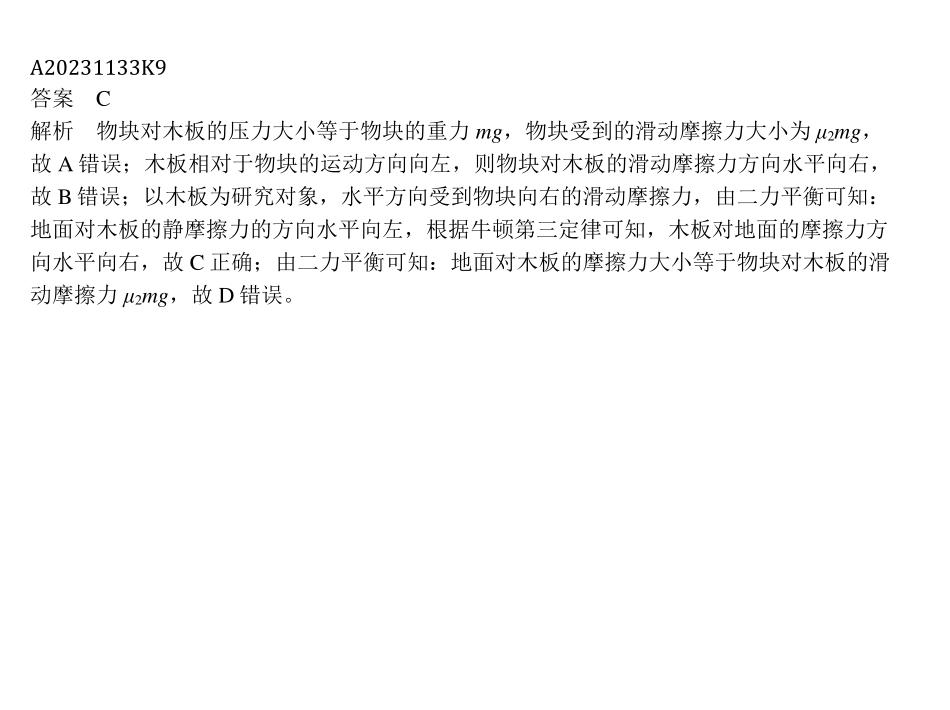 A20231133K9
答案 C
解析 物块对木板的压力大小等于物块的重力 mg，物块受到的滑动摩擦力大小为 μ₂mg，
故 A 错误；木板相对于物块的运动方向向左，则物块对木板的滑动摩擦力方向水平向右，
故 B 错误；以木板为研究对象，水平方向受到物块向右的滑动摩擦力，由二力平衡可知：
地面对木板的静摩擦力的方向水平向左，根据牛顿第三定律可知，木板对地面的摩擦力方
向水平向右，故 C 正确；由二力平衡可知：地面对木板的摩擦力大小等于物块对木板的滑
动摩擦力 μ₂mg，故 D 错误。